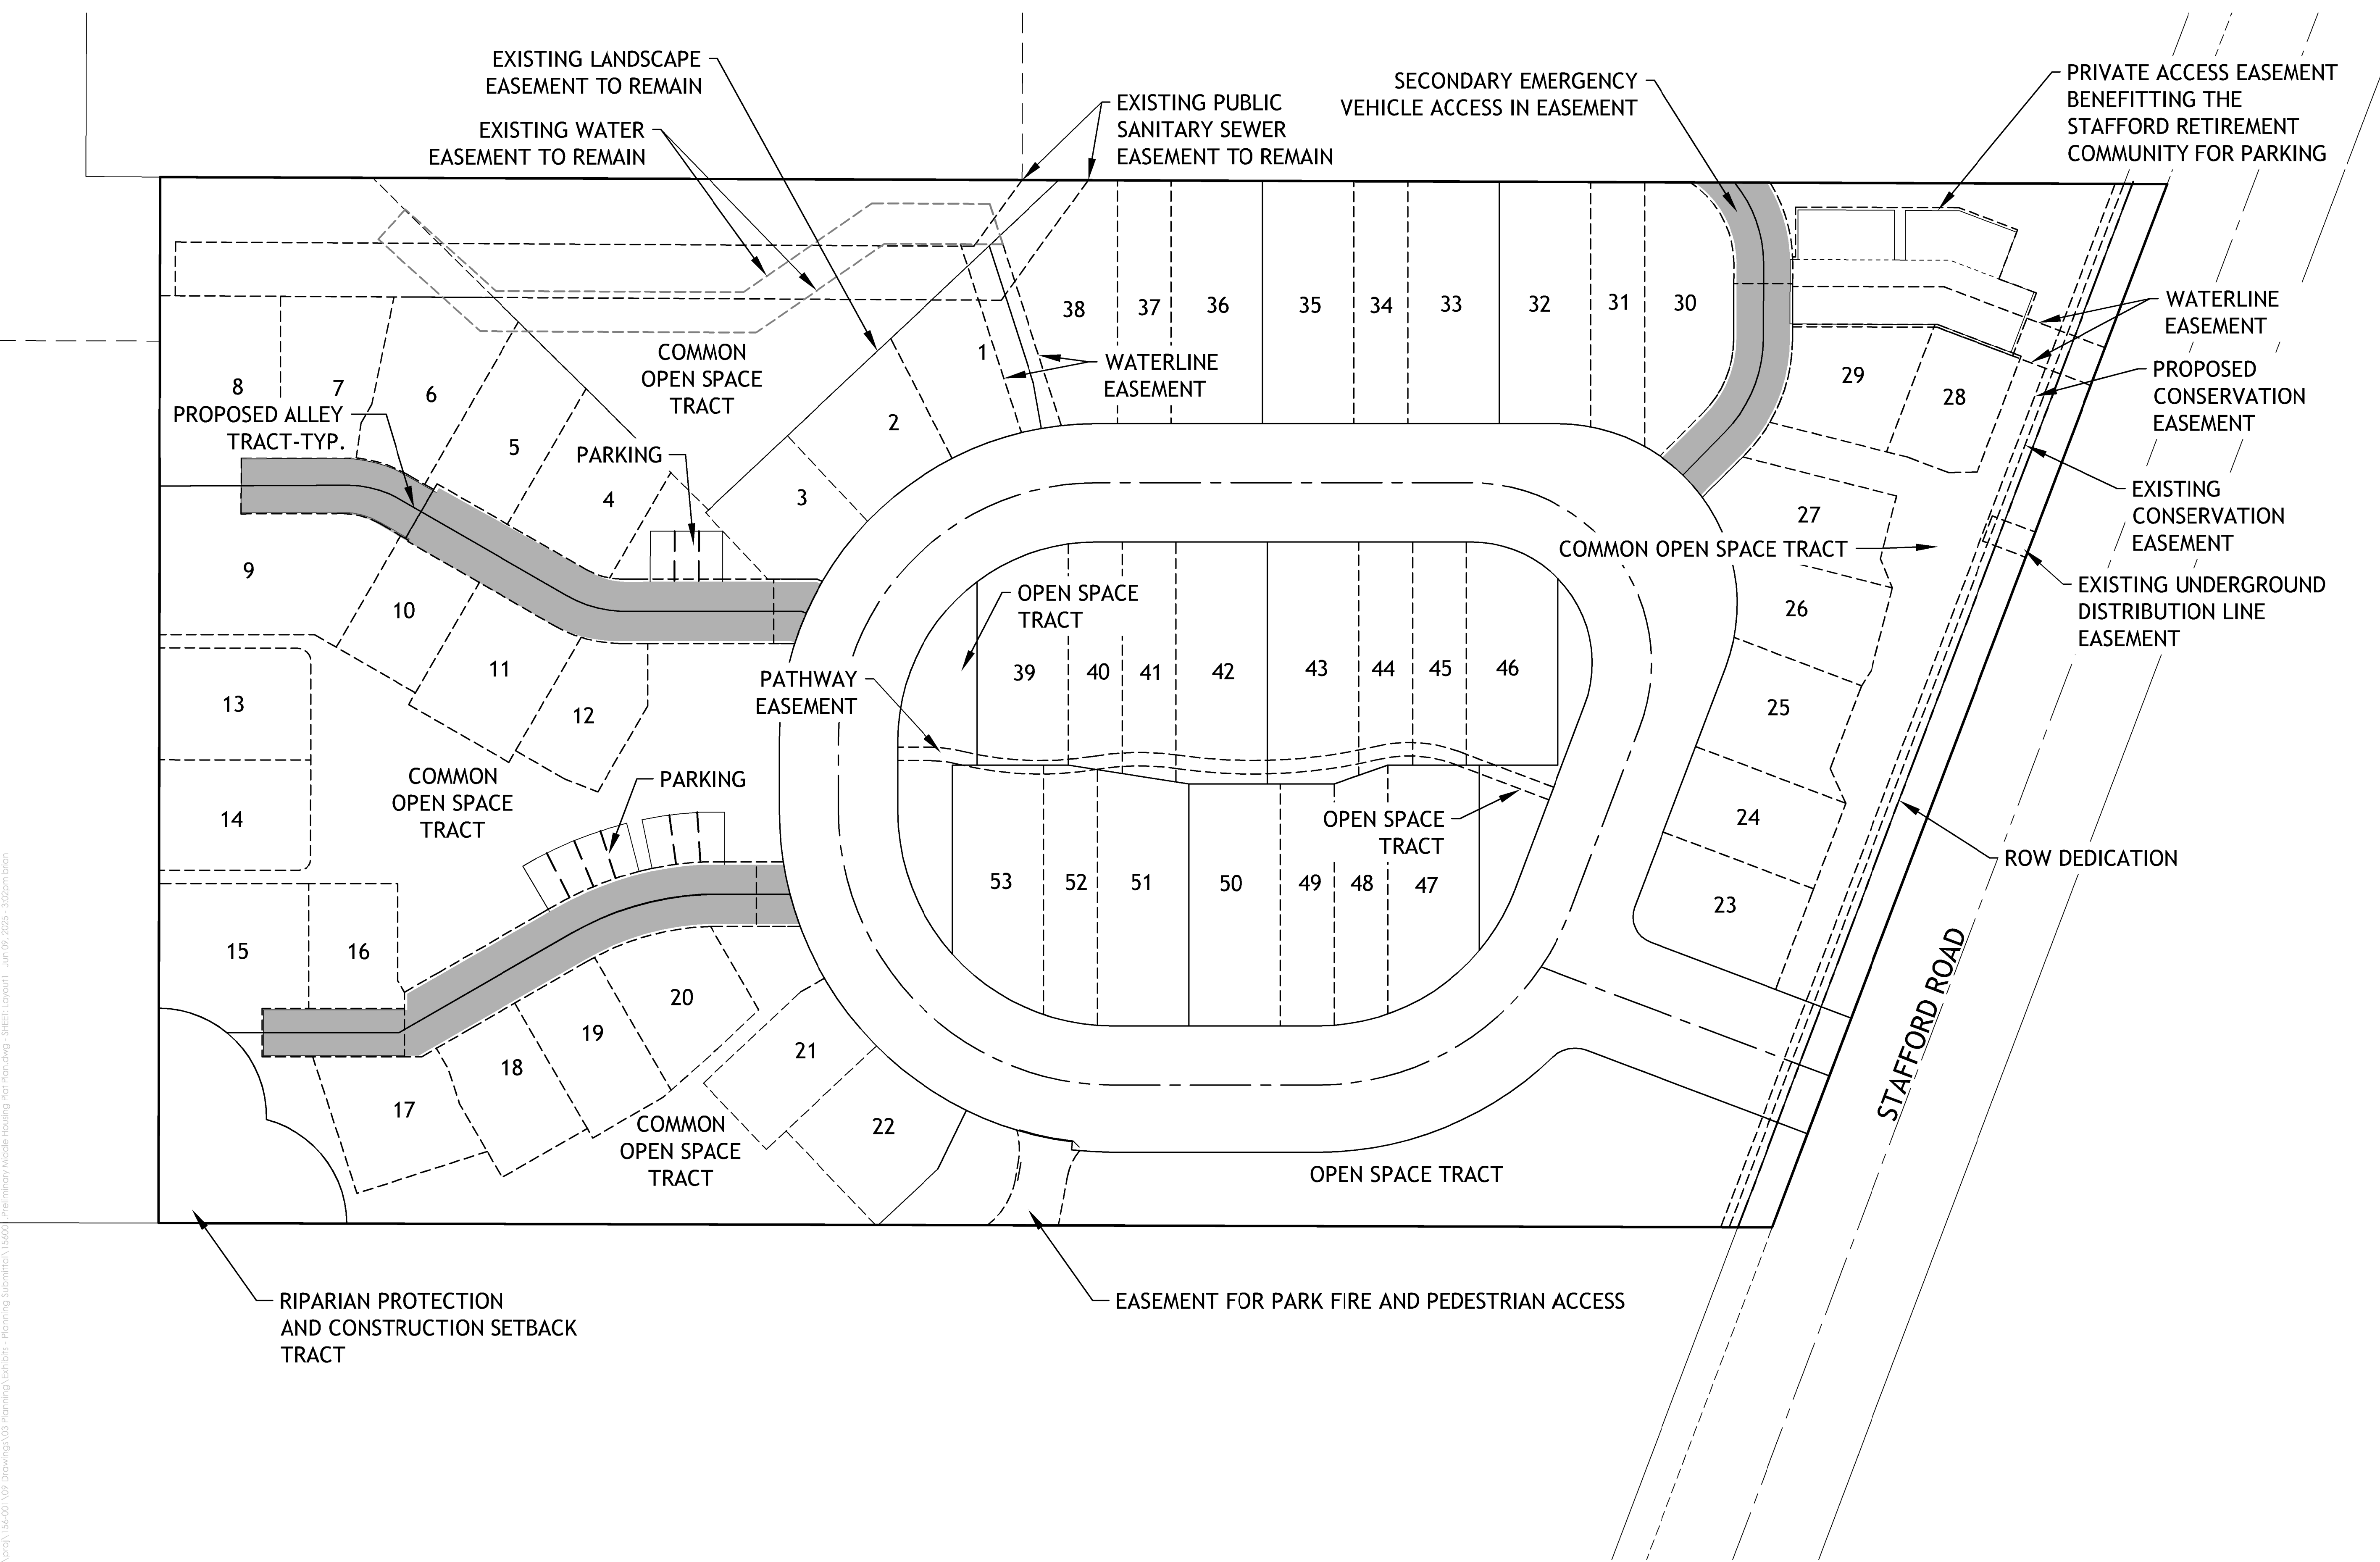 EXISTING LANDSCAPE
EASEMENT TO REMAIN
EXISTING WATER
EASEMENT TO REMAIN
EXISTING PUBLIC
SANITARY SEWER
EASEMENT TO REMAIN
SECONDARY EMERGENCY
VEHICLE ACCESS IN EASEMENT
PRIVATE ACCESS EASEMENT
BENEFITTING THE
STAFFORD RETIREMENT
COMMUNITY FOR PARKING
WATERLINE
EASEMENT
PROPOSED
CONSERVATION
EASEMENT
EXISTING
CONSERVATION
EASEMENT
EXISTING UNDERGROUND
DISTRIBUTION LINE
EASEMENT
ROW DEDICATION
STAFFORD ROAD
COMMON
OPEN SPACE
TRACT
WATERLINE
EASEMENT
PROPOSED ALLEY
TRACT-TYP.
PARKING
8
7
6
5
4
3
2
1
38
37
36
35
34
33
32
31
30
29
28
27
COMMON OPEN SPACE TRACT
26
25
24
23
9
10
11
12
13
14
COMMON
OPEN SPACE
TRACT
PARKING
OPEN SPACE
TRACT
PATHWAY
EASEMENT
39
40
41
42
43
44
45
46
OPEN SPACE
TRACT
53
52
51
50
49
48
47
15
16
17
18
19
20
21
22
COMMON
OPEN SPACE
TRACT
OPEN SPACE TRACT
RIPARIAN PROTECTION
AND CONSTRUCTION SETBACK
TRACT
EASEMENT FOR PARK FIRE AND PEDESTRIAN ACCESS